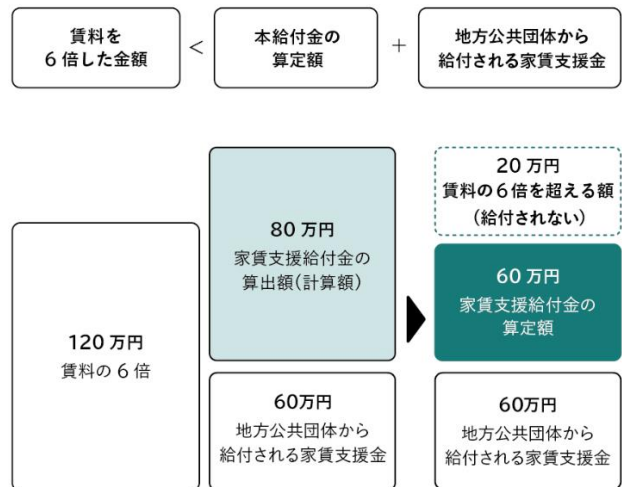 賃料を
6倍した金額
<
本給付金の
算定額
+
地方公共団体から
給付される家賃支援金
120万円
賃料の6倍
80万円
家賃支援給付金の
算出額(計算額)
60万円
地方公共団体から
給付される家賃支援金
20万円
賃料の6倍を超える額
(給付されない)
60万円
家賃支援給付金の
算定額
60万円
地方公共団体から
給付される家賃支援金